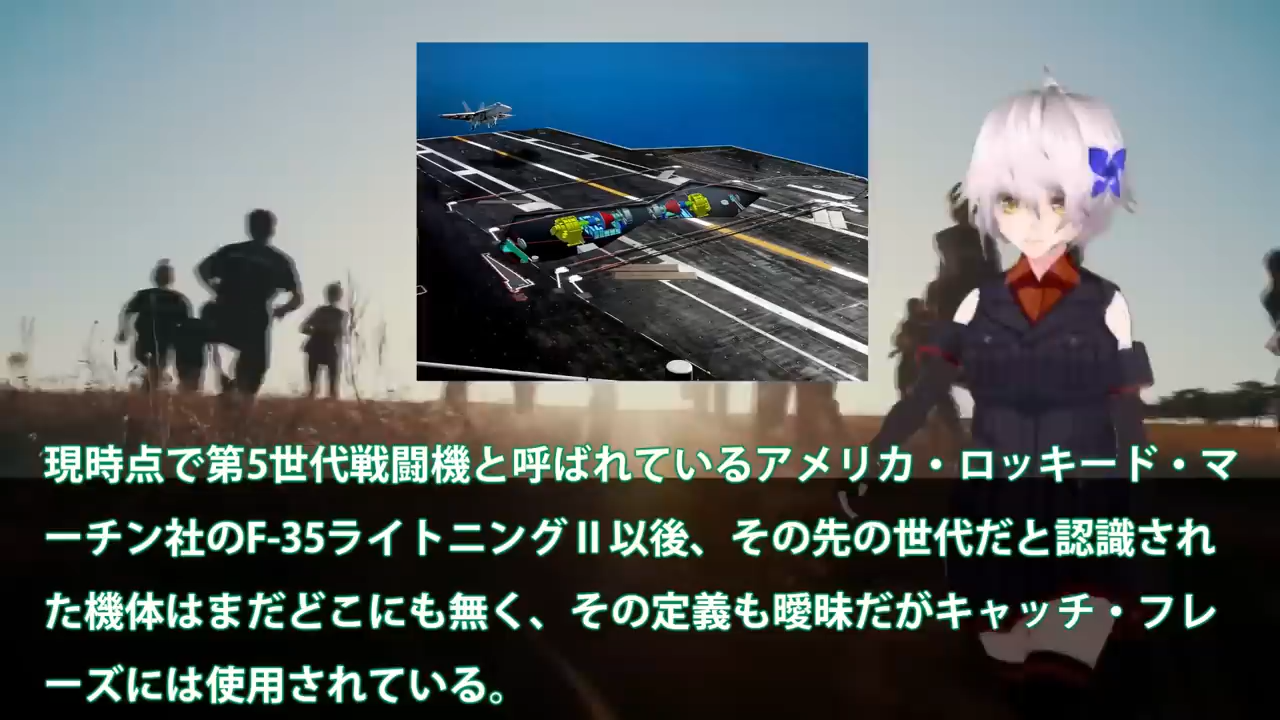 現時点で第5世代戦闘機と呼ばれているアメリカ・ロッキード・マ
ーチン社のF-35ライトニングⅡ以後、その先の世代だと認識され
た機体はまだどこにも無く、その定義も曖昧だがキャッチ・フレ
ーズには使用されている。